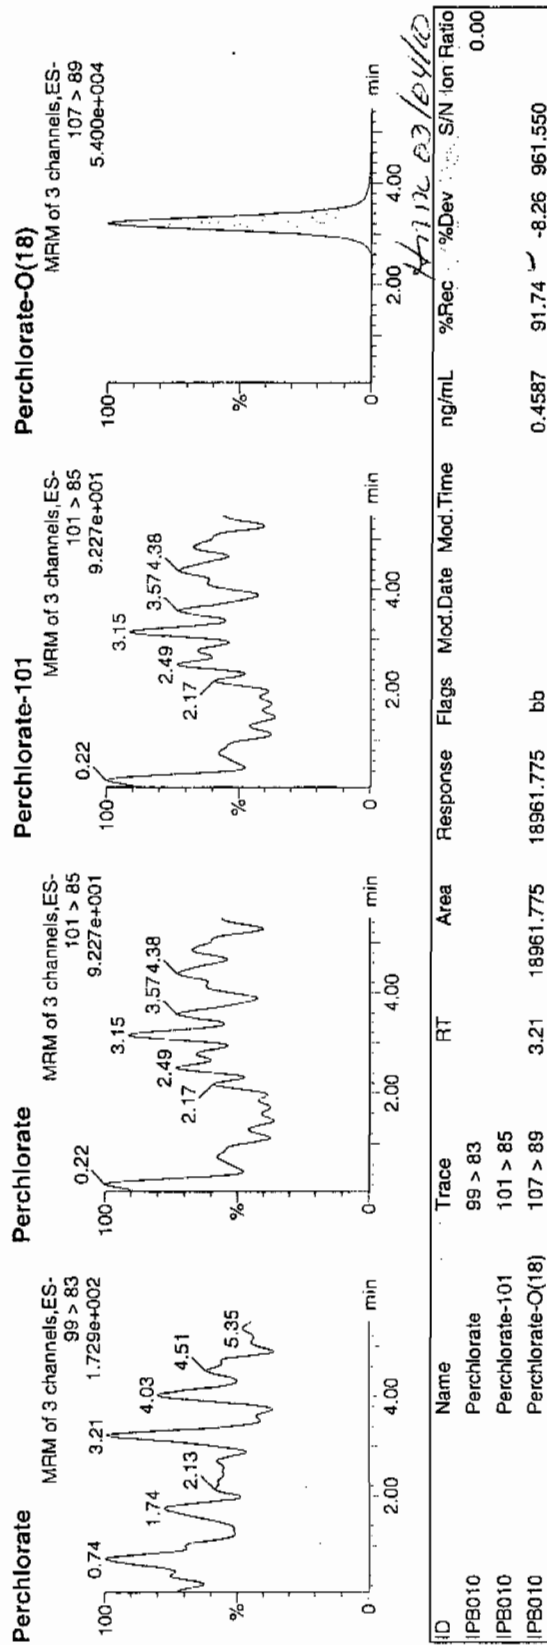 Perchlorate
MRM of 3 channels,ES-
99 > 83
1.729e+002
100
%
0
0.74
1.74
2.13
3.21
4.03
4.51
5.35
2.00
4.00
min
Perchlorate
MRM of 3 channels,ES-
101 > 85
9.227e+001
100
%
0
0.22
2.17
2.49
3.15
3.57
4.38
2.00
4.00
min
Perchlorate-101
MRM of 3 channels,ES-
101 > 85
9.227e+001
100
%
0
0.22
2.17
2.49
3.15
3.57
4.38
2.00
4.00
min
Perchlorate-O(18)
MRM of 3 channels,ES-
107 > 89
5.400e+004
100
%
0
2.00
4.00
min
03/04/10
ID Name Trace RT Area Response Flags Mod.Date Mod.Time ng/mL %Rec %Dev S/N Ion Ratio
IPB010 Perchlorate 99 > 83 0.00
IPB010 Perchlorate-101 101 > 85
IPB010 Perchlorate-O(18) 107 > 89 3.21 18961.775 18961.775 bb 0.4587 91.74 -8.26 961.550